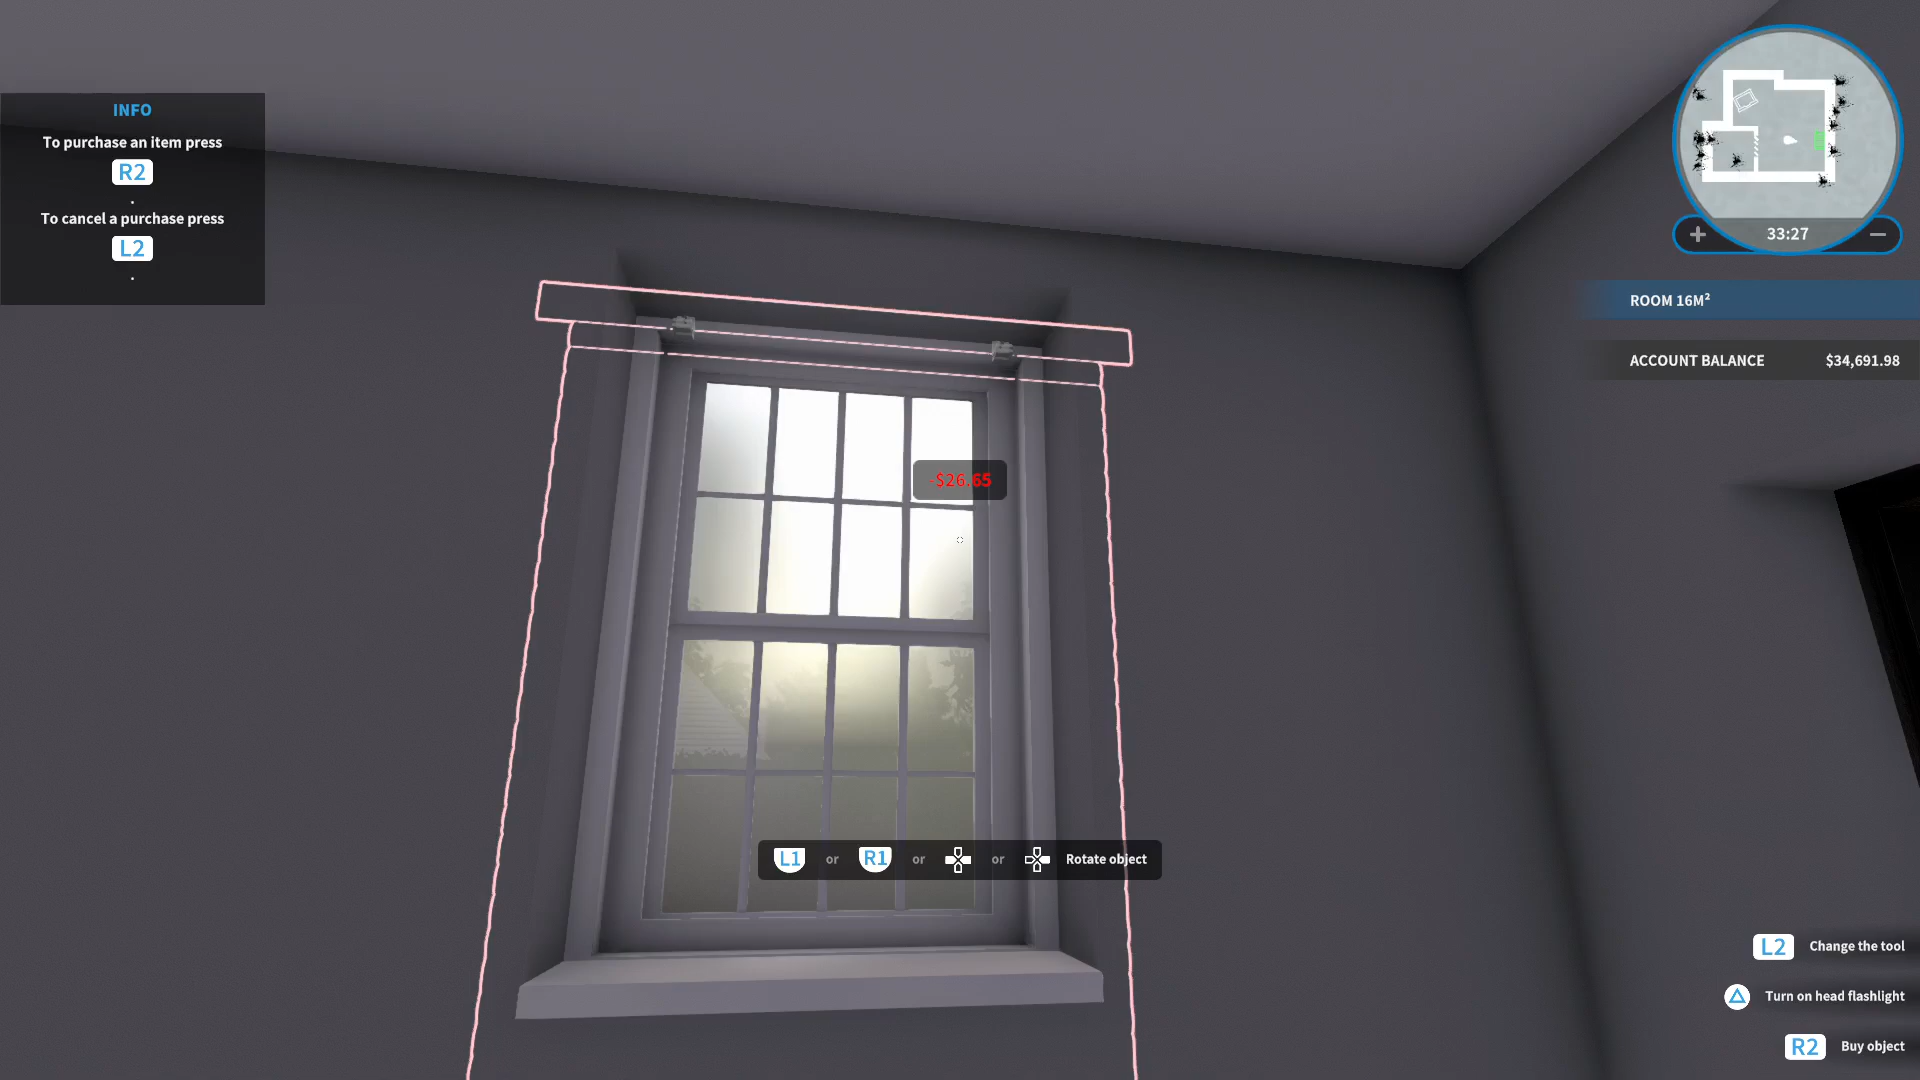 INFO
To purchase an item press
R2
.
To cancel a purchase press
L2
.
33:27
ROOM 16M²
ACCOUNT BALANCE $34,691.98
-$26.65
L1 or R1 or or Rotate object
L2 Change the tool
Turn on head flashlight
R2 Buy object